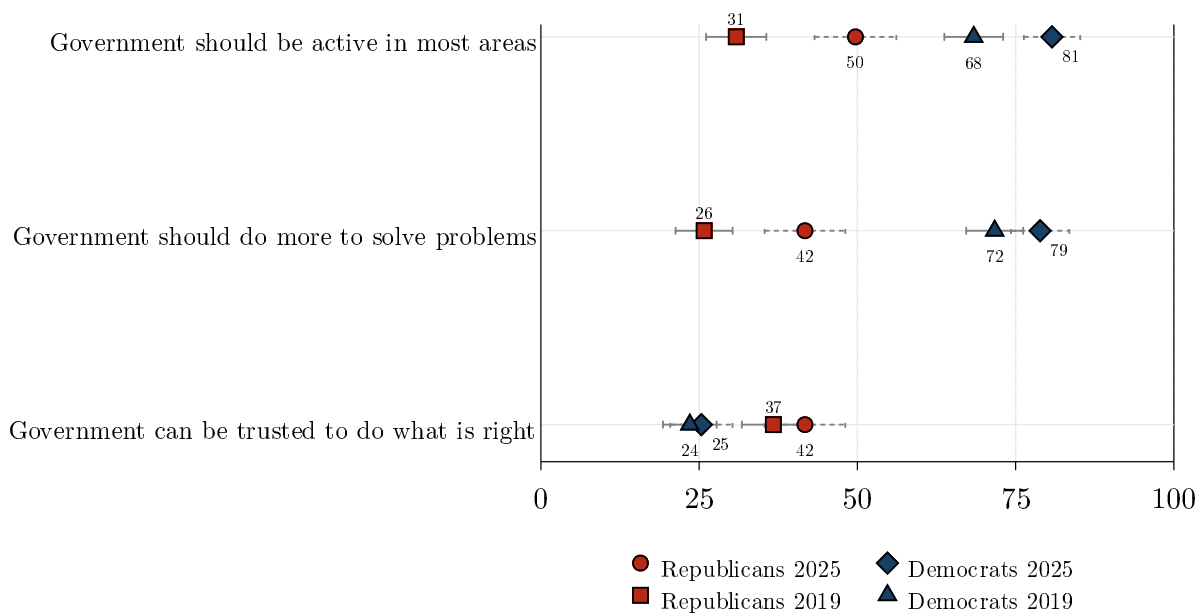 31
Government should be active in most areas
50
68
81
26
Government should do more to solve problems
42
72
79
37
Government can be trusted to do what is right
24
25
42
0 25 50 75 100
Republicans 2025 Democrats 2025
Republicans 2019 Democrats 2019